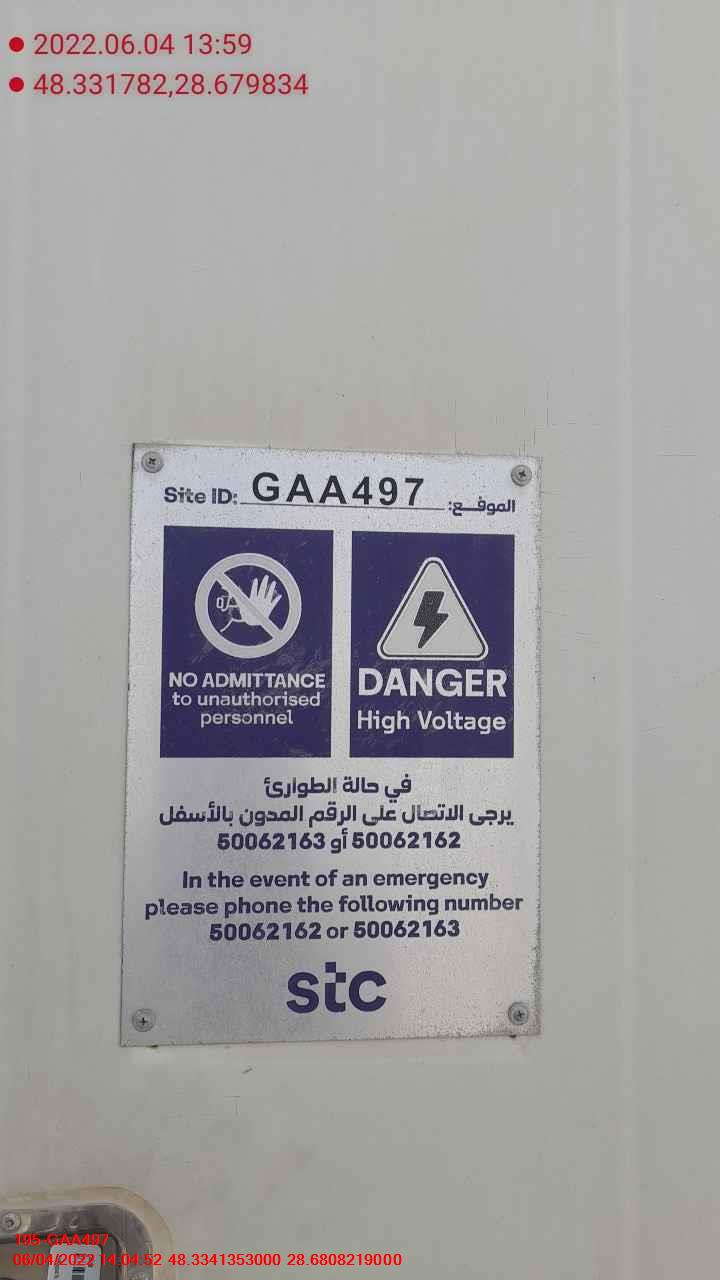 2022.06.04 13:59
48.331782,28.679834
Site ID: GAA497 الموقـــع:
NO ADMITTANCE
to unauthorised
personnel
DANGER
High Voltage
في حالة الطوارئ
يرجى الاتصال على الرقم المدون بالأسفل
50062162 أو 50062163
In the event of an emergency
please phone the following number
50062162 or 50062163
stc
195-GAA497
06/04/2022 14:04:52 48.3341353000 28.6808219000